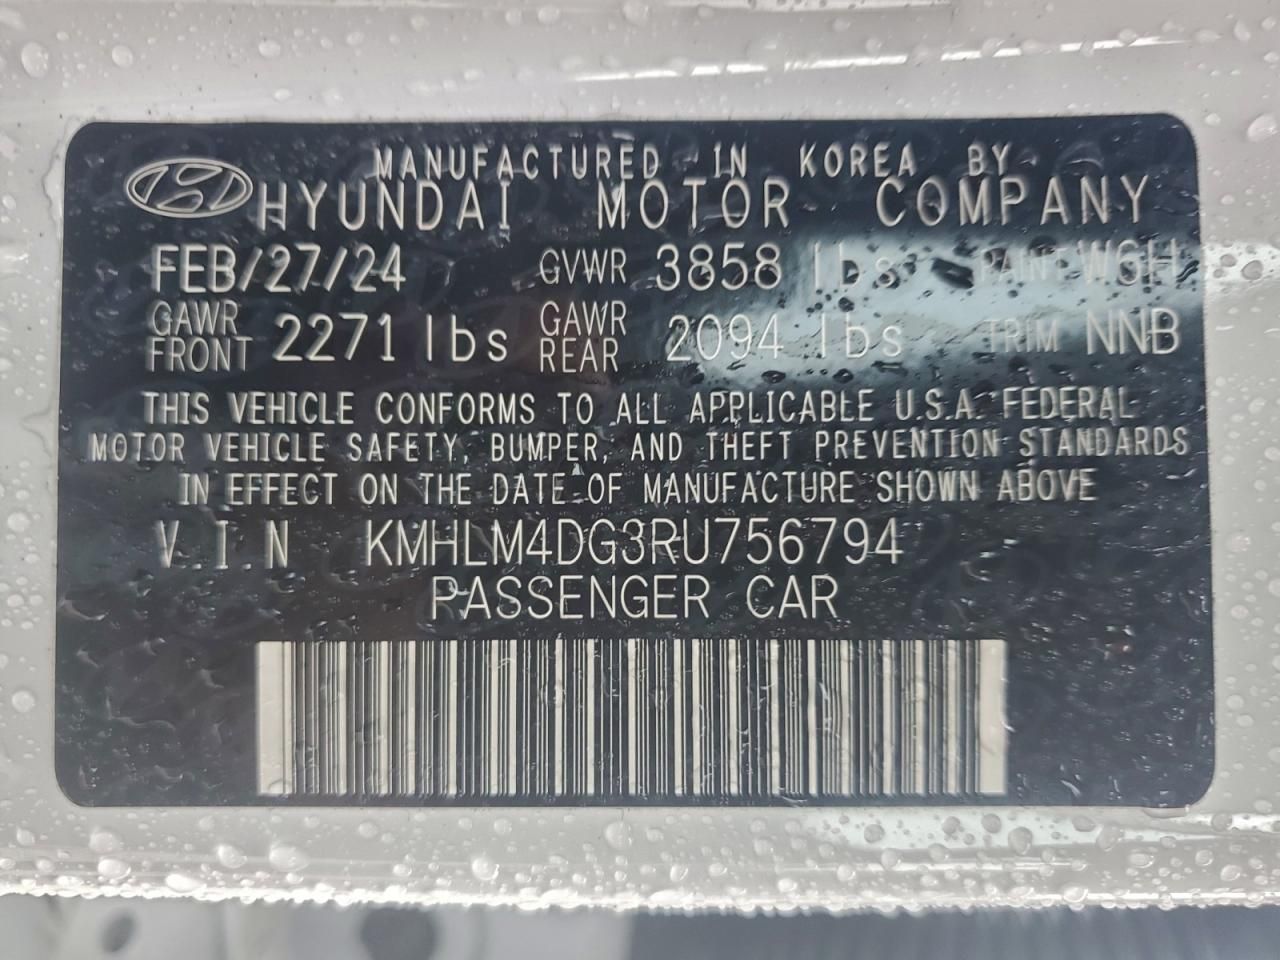 MANUFACTURED IN KOREA BY
HYUNDAI MOTOR COMPANY
FEB/27/24 GVWR 3858 lbs PAINT W6H
GAWR FRONT 2271 lbs GAWR REAR 2094 lbs TRIM NNB
THIS VEHICLE CONFORMS TO ALL APPLICABLE U.S.A. FEDERAL
MOTOR VEHICLE SAFETY, BUMPER, AND THEFT PREVENTION STANDARDS
IN EFFECT ON THE DATE OF MANUFACTURE SHOWN ABOVE
V.I.N KMHLM4DG3RU756794
PASSENGER CAR